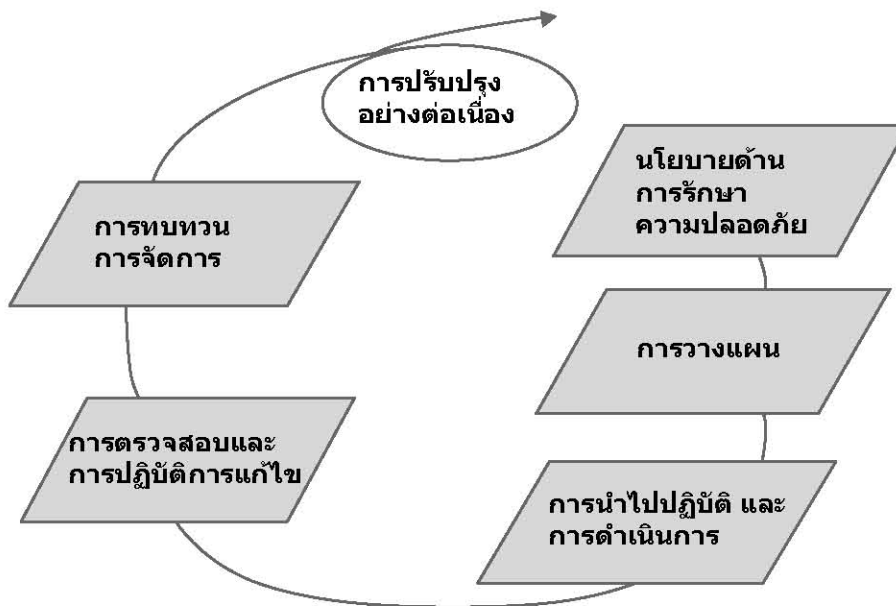 การปรับปรุง
อย่างต่อเนื่อง
นโยบายด้าน
การรักษา
ความปลอดภัย
การทบทวน
การจัดการ
การวางแผน
การตรวจสอบและ
การปฏิบัติการแก้ไข
การนำไปปฏิบัติ และ
การดำเนินการ